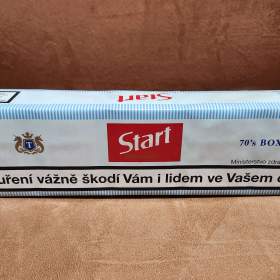 Start
Start
70's BOX
Ministerstvo zdra
uření vážně škodí Vám i lidem ve Vašem o